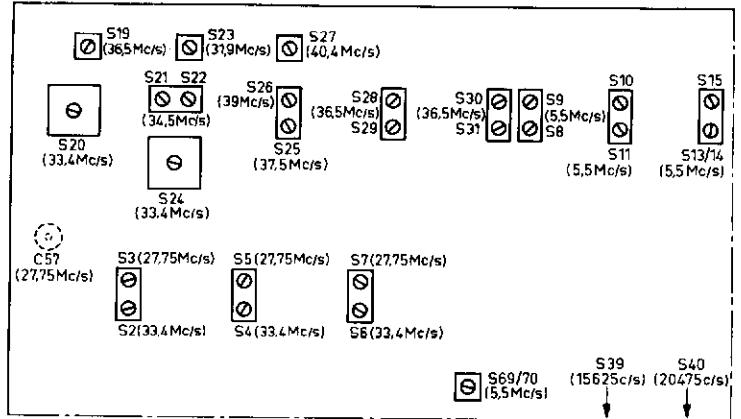 S19
(36,5Mc/s)
S23
(31,9Mc/s)
S27
(40,4Mc/s)
S21 S22
(34,5Mc/s)
S20
(33,4Mc/s)
S24
(33,4Mc/s)
S26
(39Mc/s)
S25
(37,5Mc/s)
S28
(36,5Mc/s)
S29
S30
(36,5Mc/s)
S31
S9
(5,5Mc/s)
S8
S10
S11
(5,5Mc/s)
S15
S13/14
(5,5Mc/s)
C57
(27,75Mc/s)
S3(27,75Mc/s)
S2(33,4Mc/s)
S5(27,75Mc/s)
S4(33,4Mc/s)
S7(27,75Mc/s)
S6(33,4Mc/s)
S69/70
(5,5Mc/s)
S39
(15625c/s)
S40
(20475c/s)